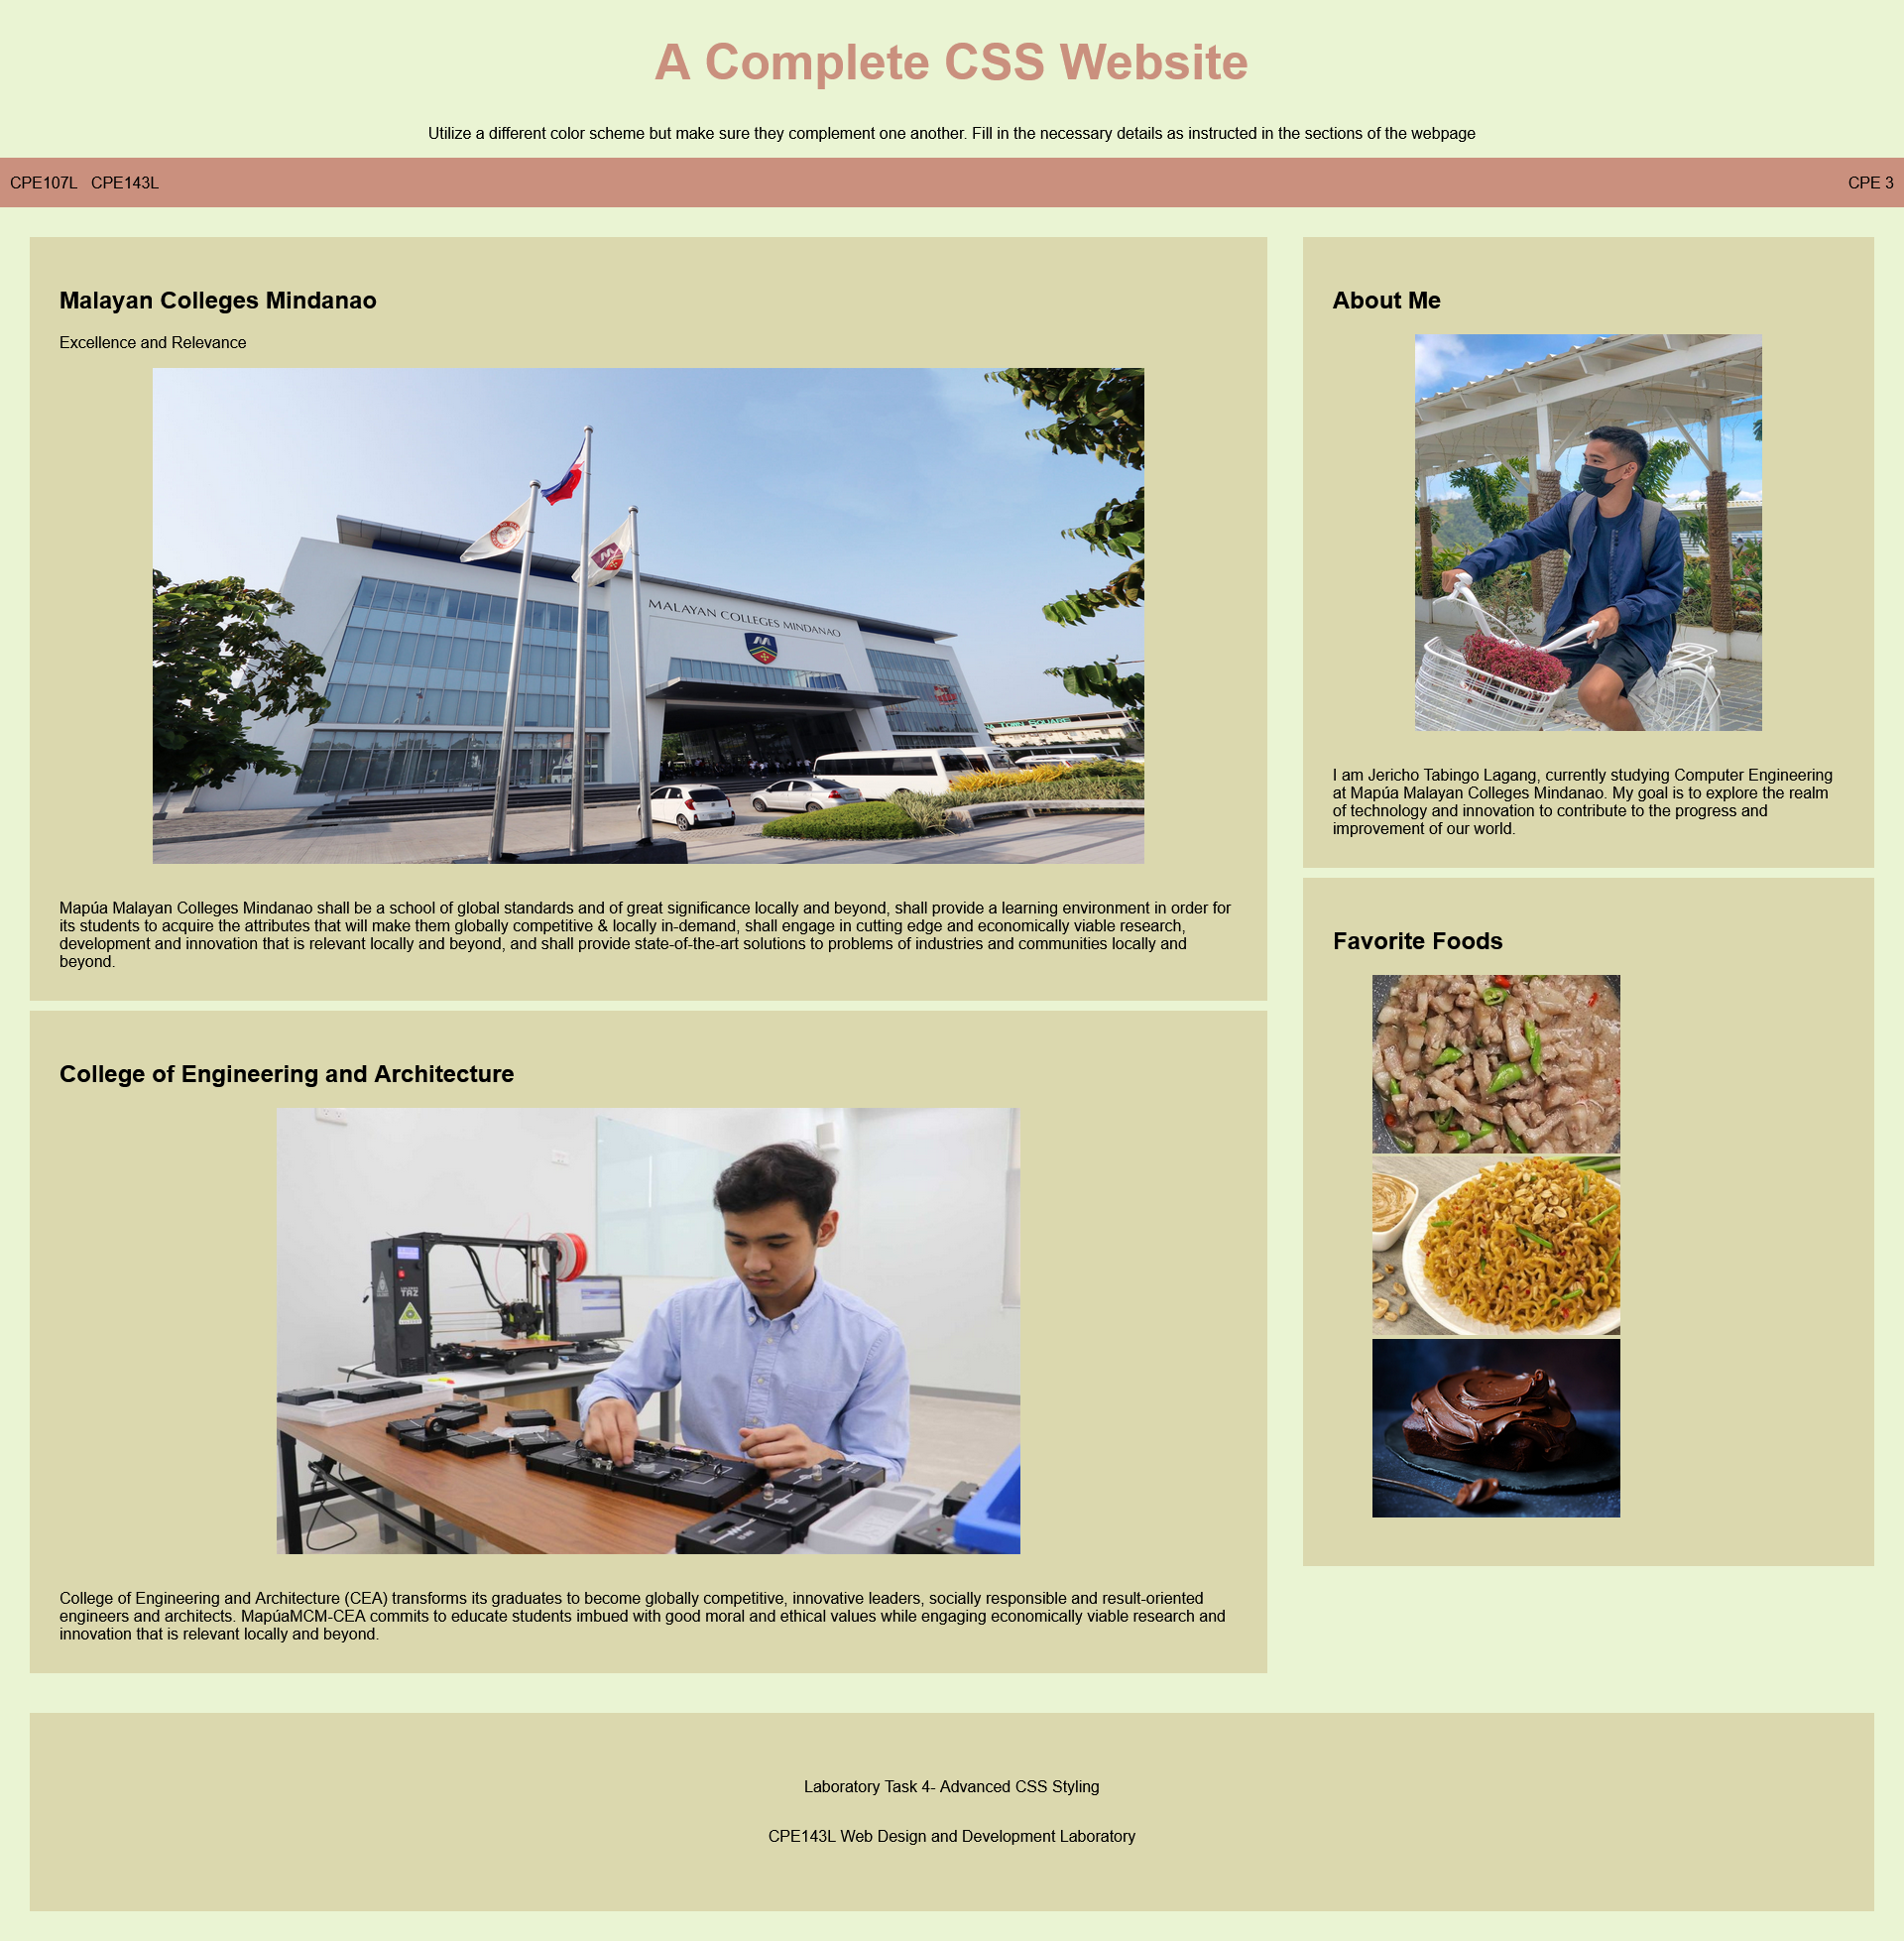 A Complete CSS Website
Utilize a different color scheme but make sure they complement one another. Fill in the necessary details as instructed in the sections of the webpage
CPE107L CPE143L CPE 3
Malayan Colleges Mindanao
Excellence and Relevance
MALAYAN COLLEGES MINDANAO
Mapúa Malayan Colleges Mindanao shall be a school of global standards and of great significance locally and beyond, shall provide a learning environment in order for
its students to acquire the attributes that will make them globally competitive & locally in-demand, shall engage in cutting edge and economically viable research,
development and innovation that is relevant locally and beyond, and shall provide state-of-the-art solutions to problems of industries and communities locally and
beyond.
College of Engineering and Architecture
TAZ
College of Engineering and Architecture (CEA) transforms its graduates to become globally competitive, innovative leaders, socially responsible and result-oriented
engineers and architects. MapúaMCM-CEA commits to educate students imbued with good moral and ethical values while engaging economically viable research and
innovation that is relevant locally and beyond.
About Me
I am Jericho Tabingo Lagang, currently studying Computer Engineering
at Mapúa Malayan Colleges Mindanao. My goal is to explore the realm
of technology and innovation to contribute to the progress and
improvement of our world.
Favorite Foods
Laboratory Task 4- Advanced CSS Styling
CPE143L Web Design and Development Laboratory